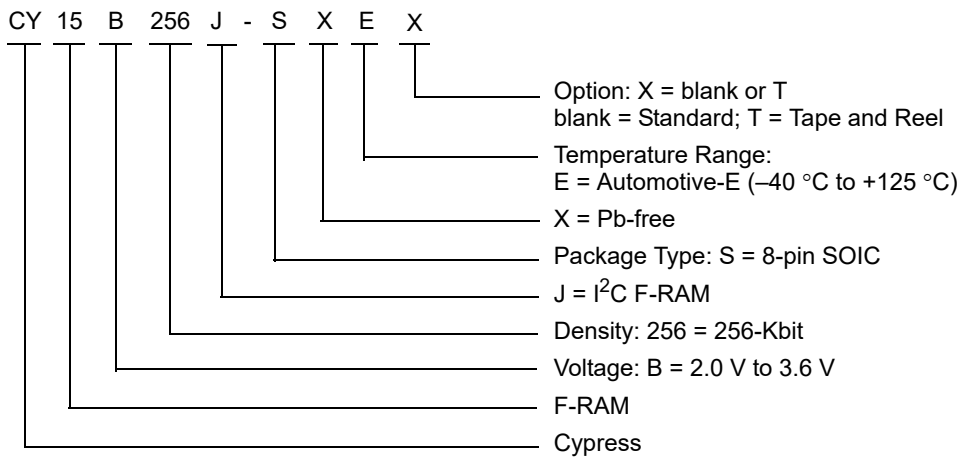 CY 15 B 256 J - S X E X
Option: X = blank or T
blank = Standard; T = Tape and Reel
Temperature Range:
E = Automotive-E (–40 °C to +125 °C)
X = Pb-free
Package Type: S = 8-pin SOIC
J = I²C F-RAM
Density: 256 = 256-Kbit
Voltage: B = 2.0 V to 3.6 V
F-RAM
Cypress